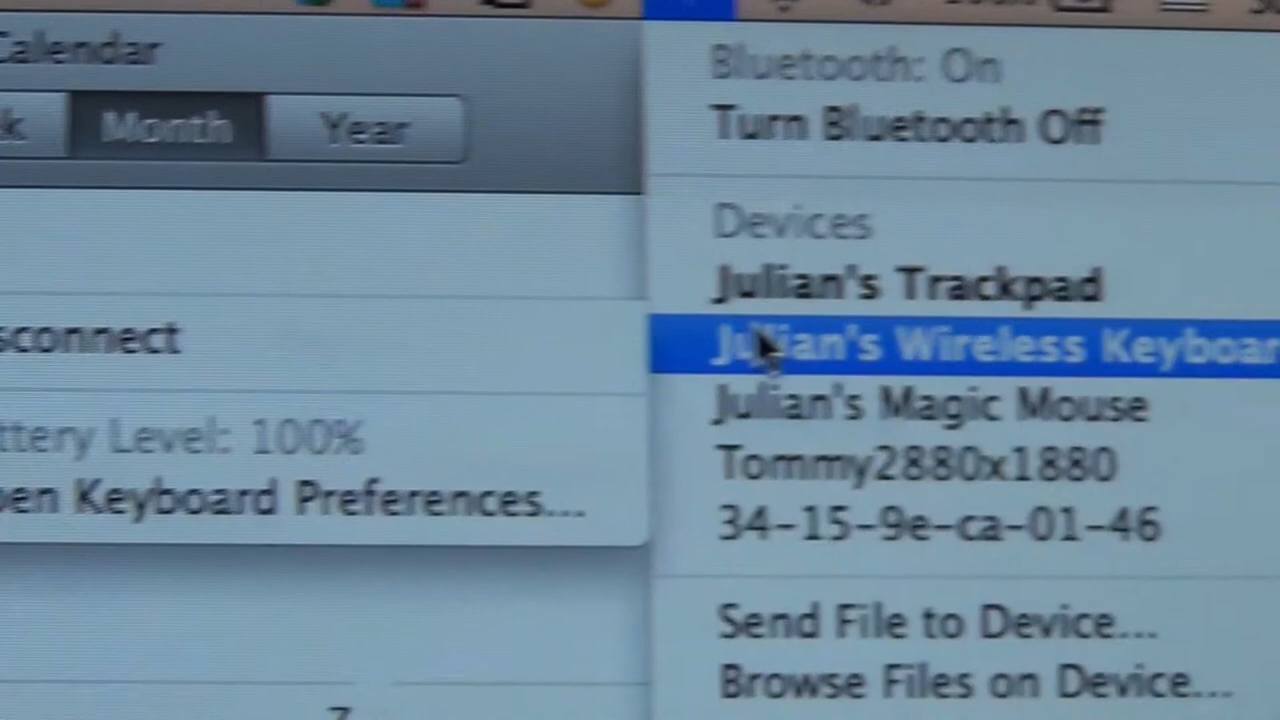 Calendar
Month
Year
Bluetooth: On
Turn Bluetooth Off
Devices
Julian's Trackpad
Julian's Wireless Keyboar
Julian's Magic Mouse
Tommy2880x1880
34-15-9e-ca-01-46
Send File to Device...
Browse Files on Device...
sconnect
ttery Level: 100%
pen Keyboard Preferences...
7